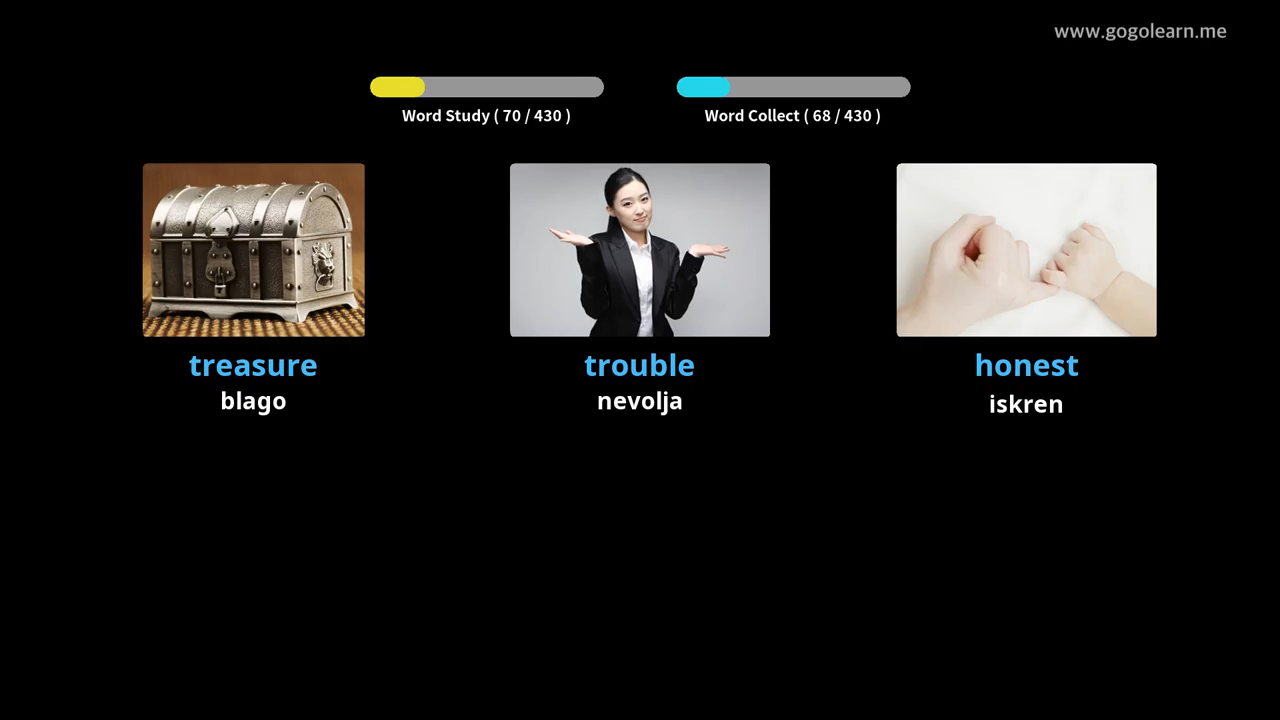 www.gogolearn.me
Word Study ( 70 / 430 )
Word Collect ( 68 / 430 )
treasure
blago
trouble
nevolja
honest
iskren